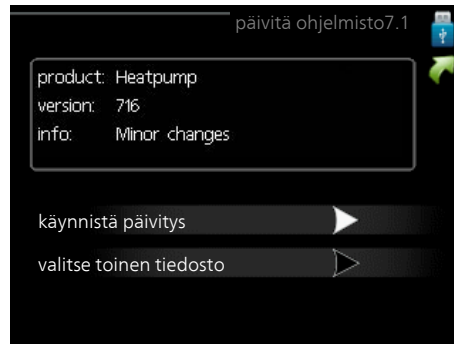 päivitä ohjelmisto7.1
product: Heatpump
version: 716
info: Minor changes
käynnistä päivitys
valitse toinen tiedosto